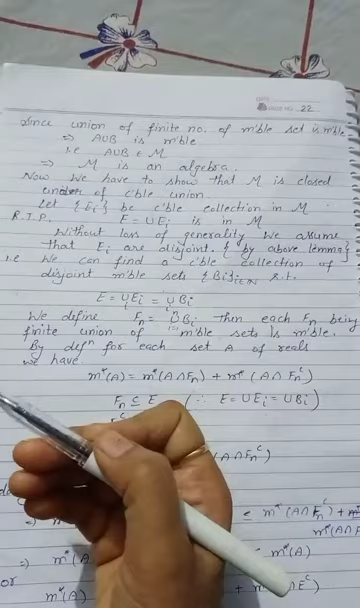 PAGE NO. 22
Since union of finite no. of m'ble set is m'ble
⇒ A∪B is m'ble
i.e A∪B ∈ M
⇒ M is an algebra.
Now we have to show that M is closed
under of c'ble union.
Let {Ei} be c'ble collection in M
R.T.P. E = ∪Ei is in M
Without loss of generality we assume
that Ei are disjoint. { by above lemma}
i.e We can find a c'ble collection of
disjoint m'ble sets {Bi}i∈N s.t.
E = ∪Ei = ∪Bi
We define Fn = ∪Bi then each Fn being
finite union of m'ble sets is m'ble.
By defn for each set A of reals
we have
m*(A) = m*(A∩Fn) + m*(A∩Fnᶜ)
Fn ⊆ E (∵ E = ∪Ei = ∪Bi)
(A∩Fnᶜ)
≤ m*(A∩Fnᶜ) +
⇒ m*(A
≤ m*(A)
or m*(A)
+ m* ∩Eᶜ)